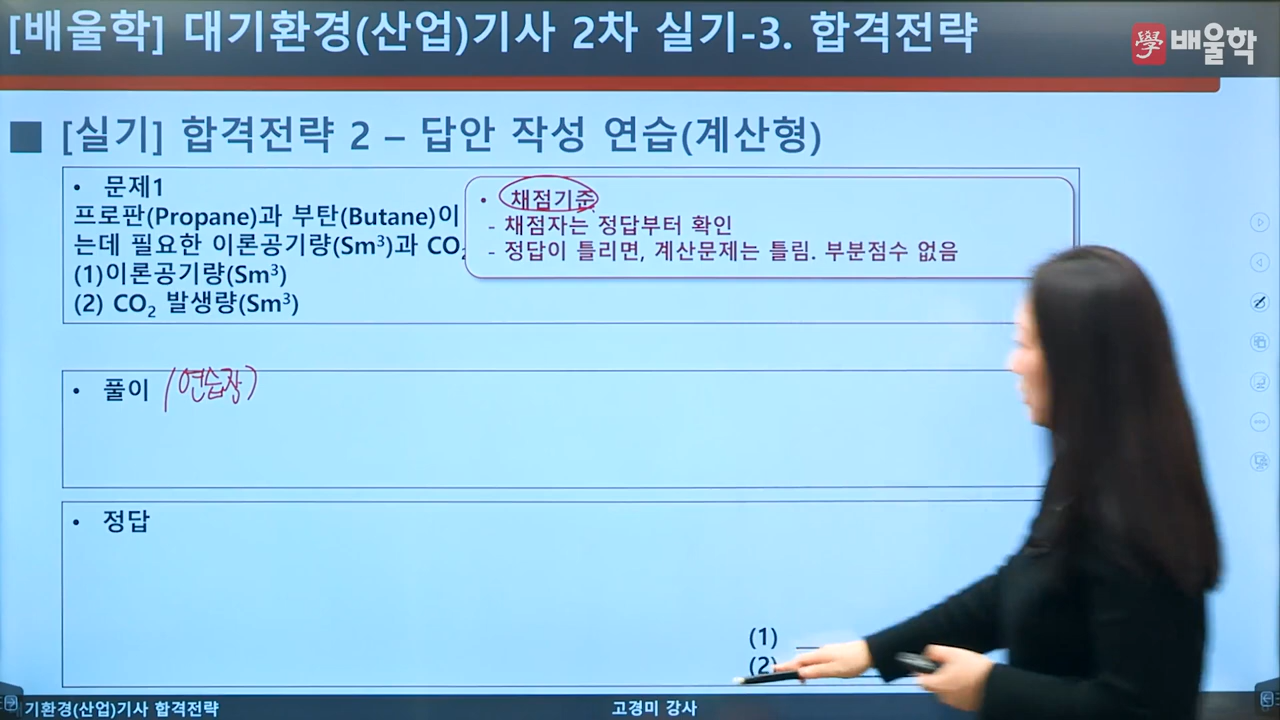 [배울학] 대기환경(산업)기사 2차 실기-3. 합격전략
學 배울학
■ [실기] 합격전략 2 – 답안 작성 연습(계산형)
• 문제1
프로판(Propane)과 부탄(Butane)이
는데 필요한 이론공기량(Sm³)과 CO₂
(1)이론공기량(Sm³)
(2) CO₂ 발생량(Sm³)
• 채점기준
- 채점자는 정답부터 확인
- 정답이 틀리면, 계산문제는 틀림. 부분점수 없음
• 풀이 (연습장)
• 정답
(1)
(2)
기환경(산업)기사 합격전략
고경미 강사